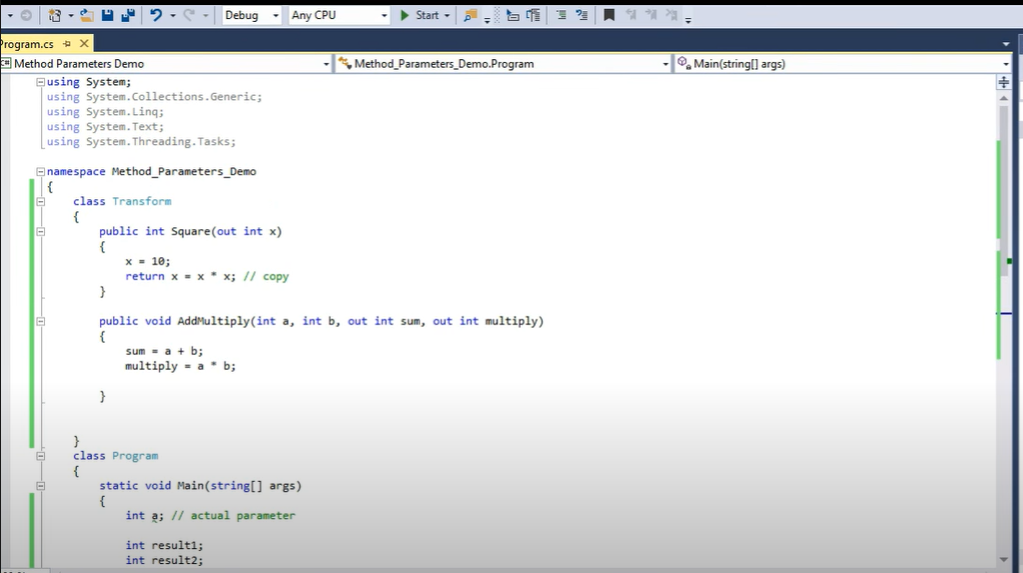 Debug Any CPU Start
Program.cs
Method Parameters Demo Method_Parameters_Demo.Program Main(string[] args)
using System;
using System.Collections.Generic;
using System.Linq;
using System.Text;
using System.Threading.Tasks;
namespace Method_Parameters_Demo
{
class Transform
{
public int Square(out int x)
{
x = 10;
return x = x * x; // copy
}
public void AddMultiply(int a, int b, out int sum, out int multiply)
{
sum = a + b;
multiply = a * b;
}
}
class Program
{
static void Main(string[] args)
{
int a; // actual parameter
int result1;
int result2;